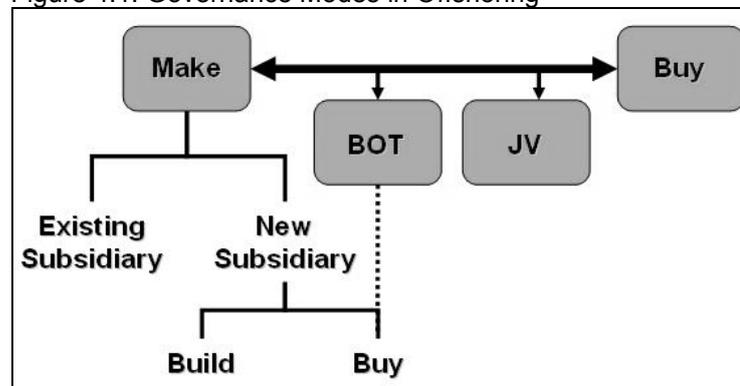 Figure 4.1: Governance Modes in Offshoring
Make
Buy
BOT
JV
Existing
Subsidiary
New
Subsidiary
Build
Buy